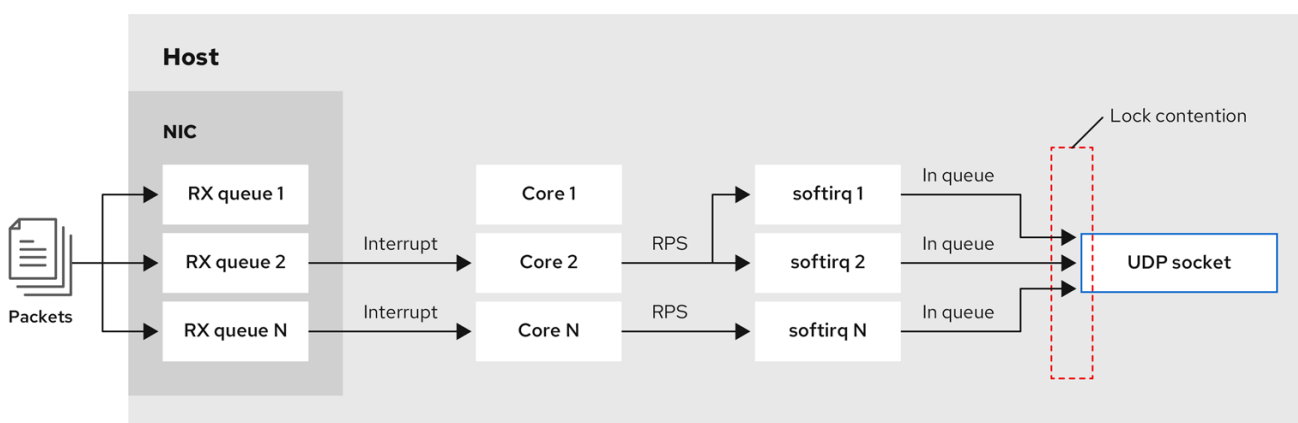 Host
NIC
Lock contention
RX queue 1
Core 1
softirq 1
In queue
Packets
RX queue 2
Interrupt
Core 2
RPS
softirq 2
In queue
UDP socket
RX queue N
Interrupt
Core N
RPS
softirq N
In queue